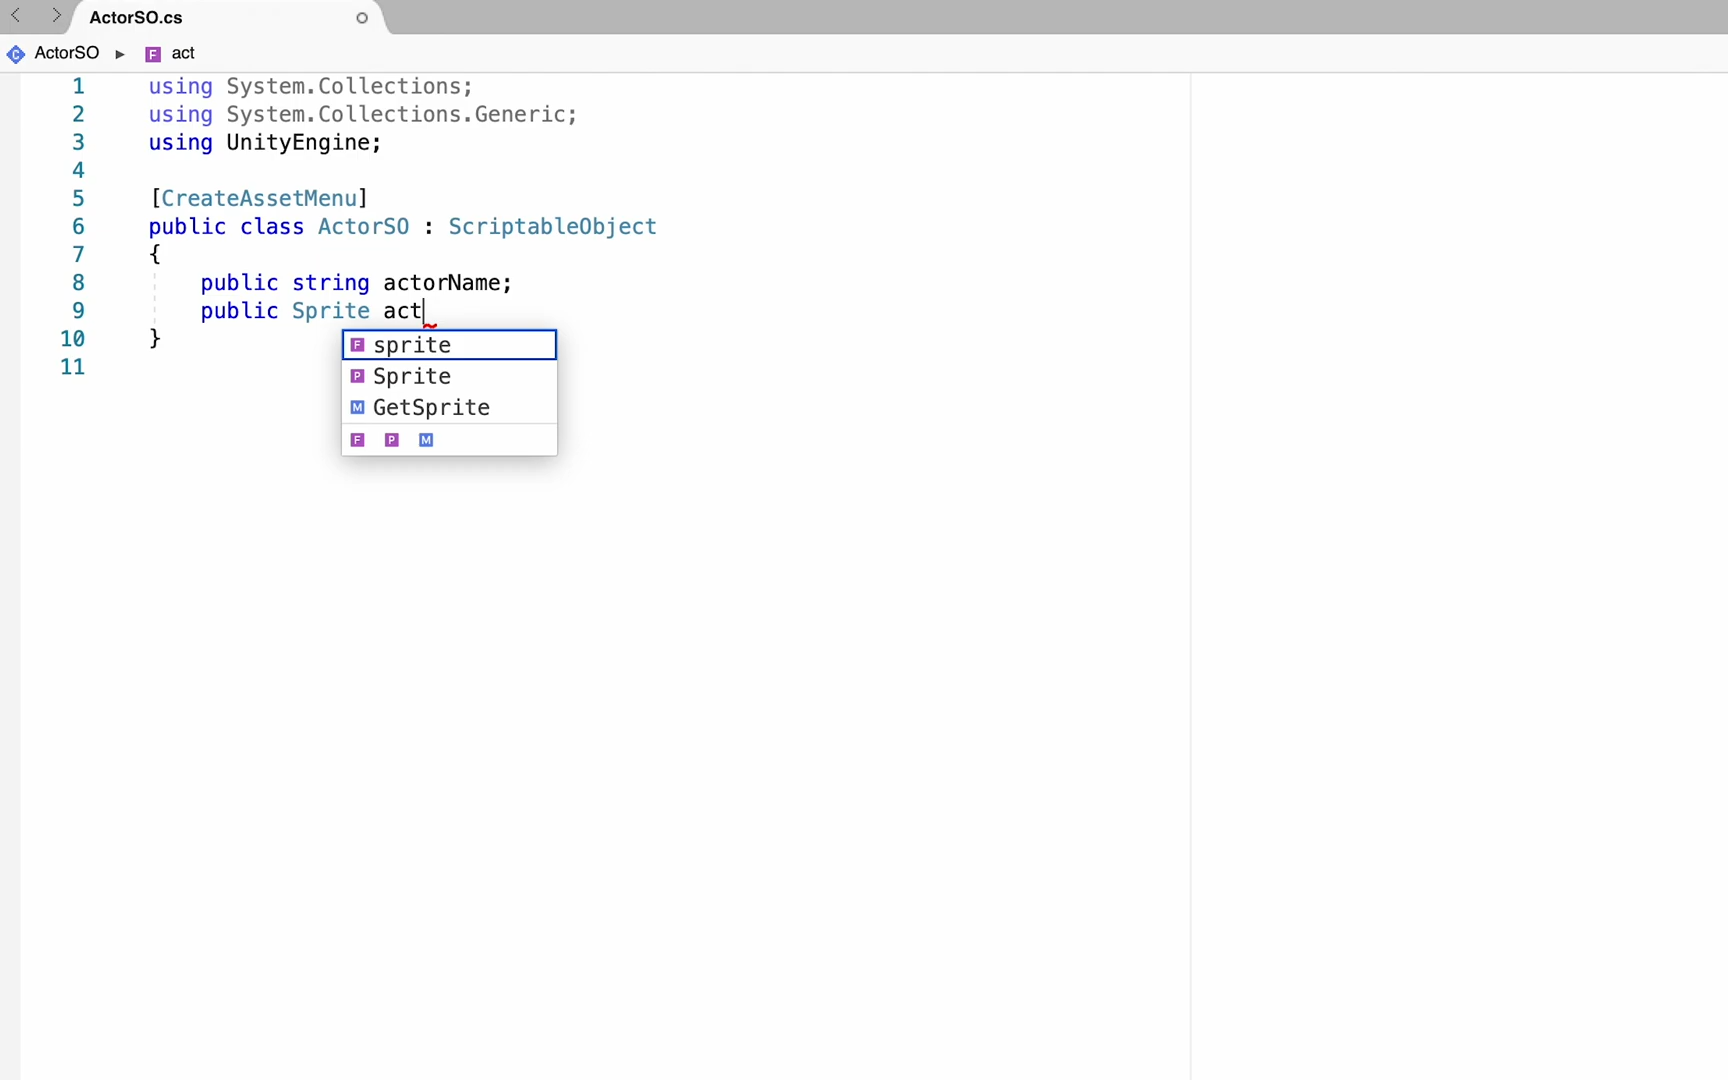 ActorSO.cs
ActorSO ▸ F act
1 using System.Collections;
2 using System.Collections.Generic;
3 using UnityEngine;
4
5 [CreateAssetMenu]
6 public class ActorSO : ScriptableObject
7 {
8 public string actorName;
9 public Sprite act
10 }
F sprite
11
P Sprite
M GetSprite
F P M